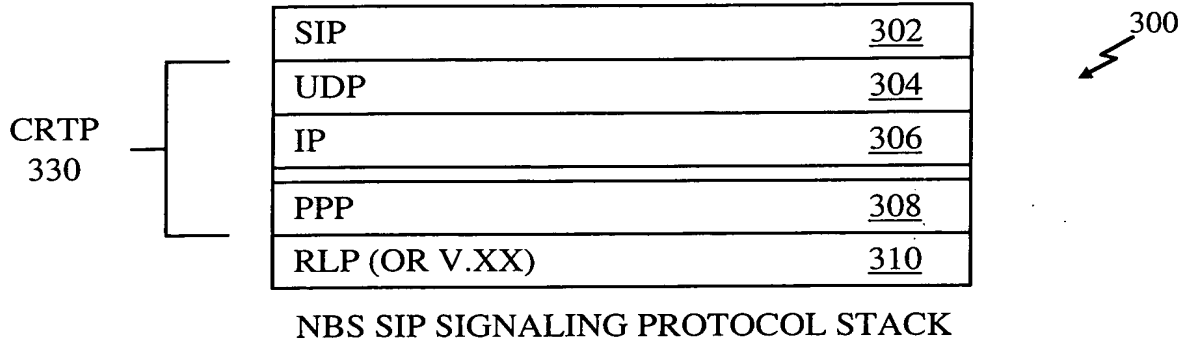 SIP 302
300
UDP 304
CRTP
330
IP 306
PPP 308
RLP (OR V.XX) 310
NBS SIP SIGNALING PROTOCOL STACK